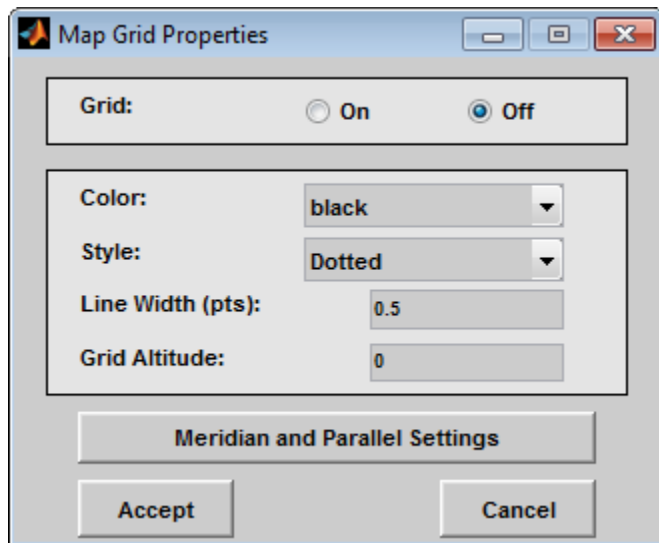 Map Grid Properties
Grid: On Off
Color: black
Style: Dotted
Line Width (pts): 0.5
Grid Altitude: 0
Meridian and Parallel Settings
Accept Cancel